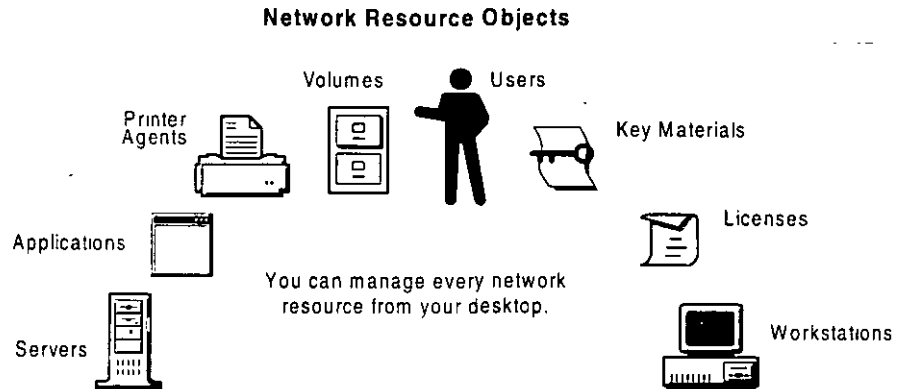 Network Resource Objects
Volumes
Users
Printer
Agents
Key Materials
Applications
Licenses
You can manage every network
resource from your desktop.
Servers
Workstations